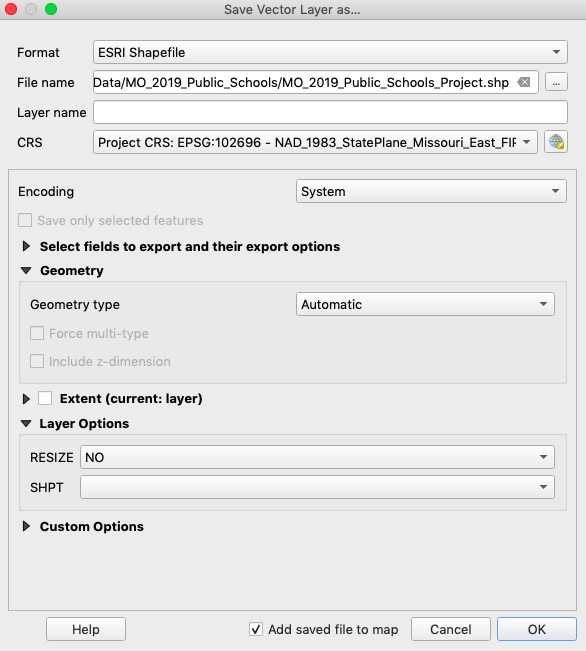 Save Vector Layer as...
Format ESRI Shapefile
File name Data/MO_2019_Public_Schools/MO_2019_Public_Schools_Project.shp ...
Layer name
CRS Project CRS: EPSG:102696 - NAD_1983_StatePlane_Missouri_East_FIF
Encoding System
Save only selected features
Select fields to export and their export options
Geometry
Geometry type Automatic
Force multi-type
Include z-dimension
Extent (current: layer)
Layer Options
RESIZE NO
SHPT
Custom Options
Help Add saved file to map Cancel OK